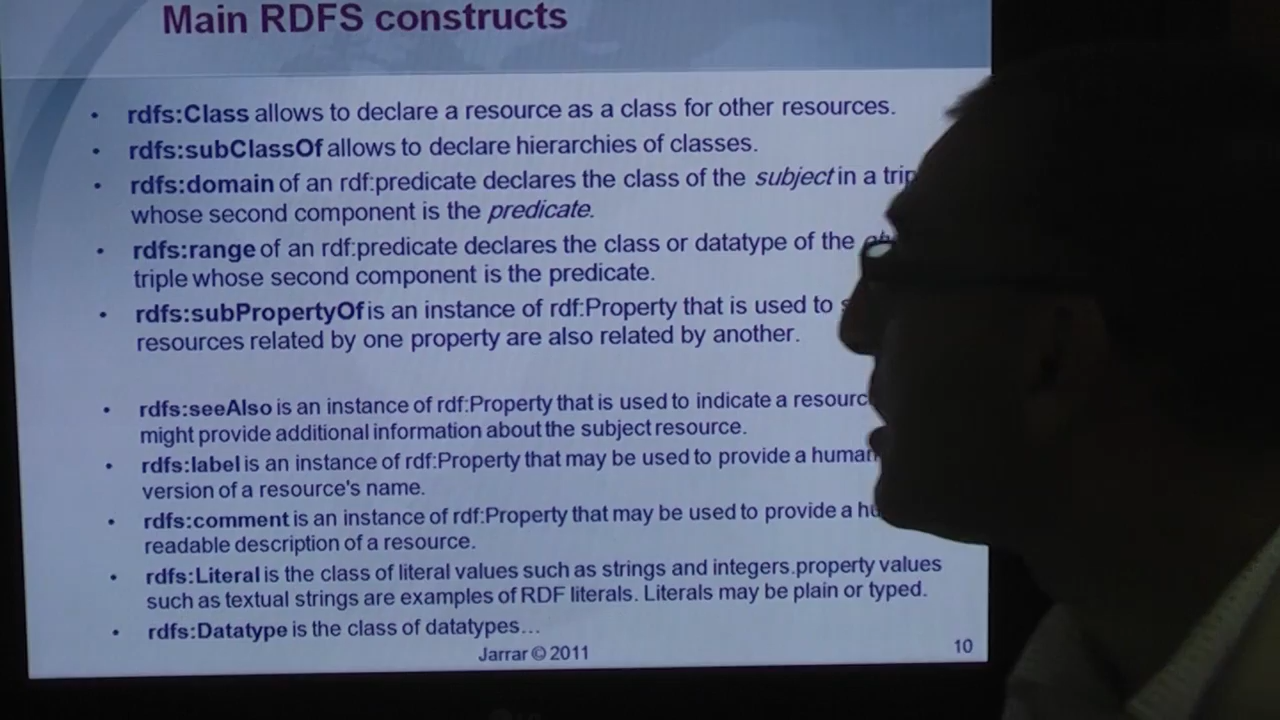 Main RDFS constructs
• rdfs:Class allows to declare a resource as a class for other resources.
• rdfs:subClassOf allows to declare hierarchies of classes.
• rdfs:domain of an rdf:predicate declares the class of the subject in a
whose second component is the predicate.
• rdfs:range of an rdf:predicate declares the class or datatype of the
triple whose second component is the predicate.
• rdfs:subPropertyOf is an instance of rdf:Property that is used to
resources related by one property are also related by another.
• rdfs:seeAlso is an instance of rdf:Property that is used to indicate a
might provide additional information about the subject resource.
• rdfs:label is an instance of rdf:Property that may be used to provide a human
version of a resource's name.
• rdfs:comment is an instance of rdf:Property that may be used to provide a
readable description of a resource.
• rdfs:Literal is the class of literal values such as strings and integers.property values
such as textual strings are examples of RDF literals. Literals may be plain or typed.
• rdfs:Datatype is the class of datatypes…
Jarrar © 2011
10